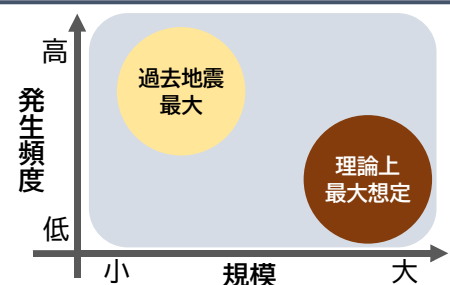 高
発生頻度
低
過去地震
最大
理論上
最大想定
小
規模
大